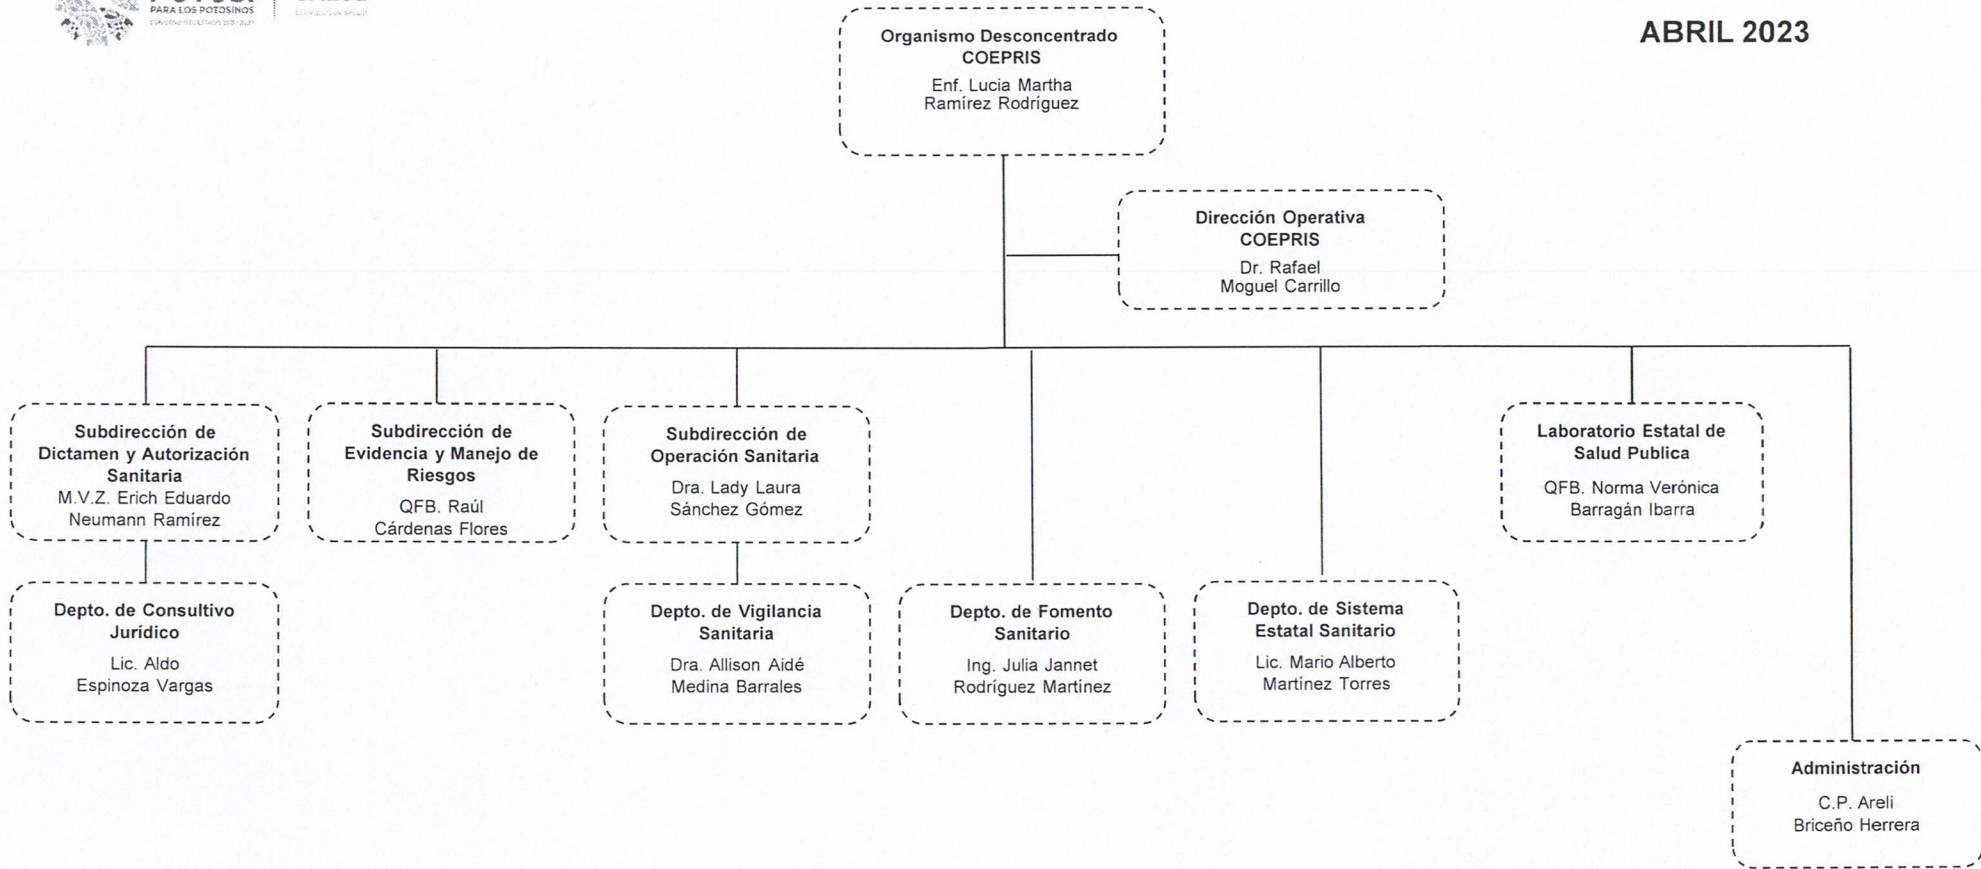 PARA LOS POTOSINOS
ABRIL 2023
Organismo Desconcentrado
COEPRIS
Enf. Lucia Martha
Ramírez Rodríguez
Dirección Operativa
COEPRIS
Dr. Rafael
Moguel Carrillo
Subdirección de
Dictamen y Autorización
Sanitaria
M.V.Z. Erich Eduardo
Neumann Ramírez
Subdirección de
Evidencia y Manejo de
Riesgos
QFB. Raúl
Cárdenas Flores
Subdirección de
Operación Sanitaria
Dra. Lady Laura
Sánchez Gómez
Laboratorio Estatal de
Salud Publica
QFB. Norma Verónica
Barragán Ibarra
Depto. de Consultivo
Jurídico
Lic. Aldo
Espinoza Vargas
Depto. de Vigilancia
Sanitaria
Dra. Allison Aidé
Medina Barrales
Depto. de Fomento
Sanitario
Ing. Julia Jannet
Rodríguez Martínez
Depto. de Sistema
Estatal Sanitario
Lic. Mario Alberto
Martínez Torres
Administración
C.P. Areli
Briceño Herrera